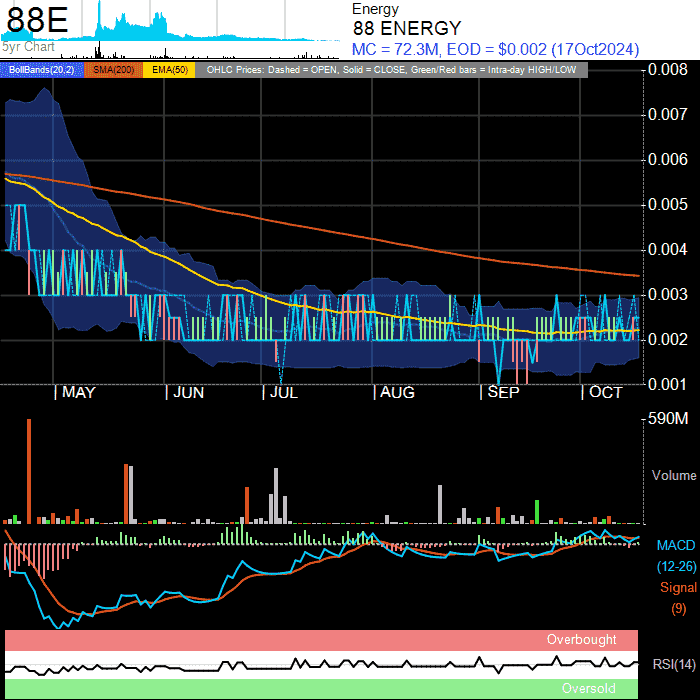 88E
5yr Chart
Energy
88 ENERGY
MC = 72.3M, EOD = $0.002 (17Oct2024)
BollBands(20,2) SMA(200) EMA(50) OHLC Prices: Dashed = OPEN, Solid = CLOSE, Green/Red bars = Intra-day HIGH/LOW
0.008
0.007
0.006
0.005
0.004
0.003
0.002
0.001
MAY JUN JUL AUG SEP OCT
590M
Volume
MACD
(12-26)
Signal
(9)
Overbought
RSI(14)
Oversold